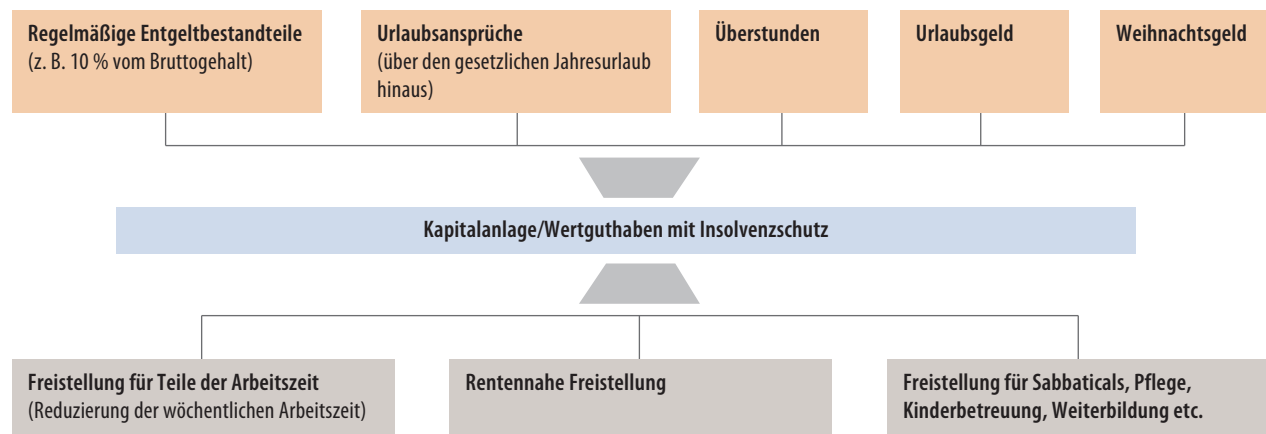 Regelmäßige Entgeltbestandteile
(z. B. 10 % vom Bruttogehalt)
Urlaubsansprüche
(über den gesetzlichen Jahresurlaub
hinaus)
Überstunden
Urlaubsgeld
Weihnachtsgeld
Kapitalanlage/Wertguthaben mit Insolvenzschutz
Freistellung für Teile der Arbeitszeit
(Reduzierung der wöchentlichen Arbeitszeit)
Rentennahe Freistellung
Freistellung für Sabbaticals, Pflege,
Kinderbetreuung, Weiterbildung etc.